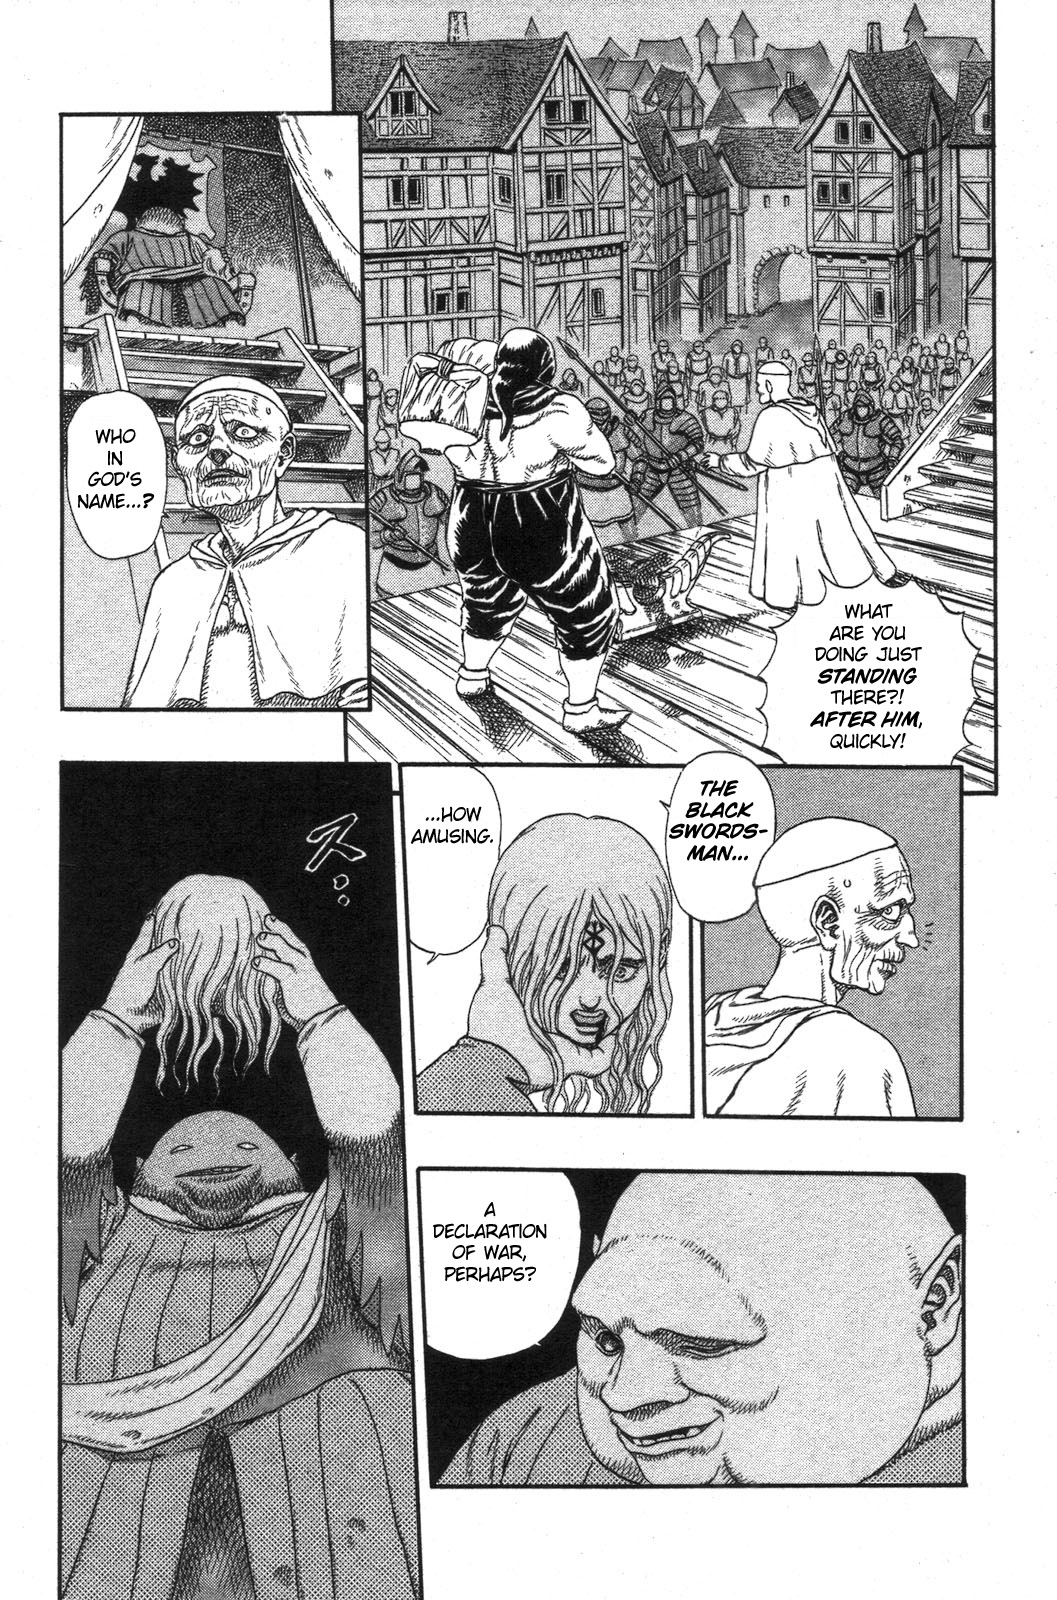 WHAT
ARE YOU
DOING JUST
STANDING
THERE?!
AFTER HIM,
QUICKLY!
WHO
IN
GOD'S
NAME...?
THE
BLACK
SWORDS-
MAN...
...HOW
AMUSING.
ズ
A
DECLARATION
OF WAR,
PERHAPS?